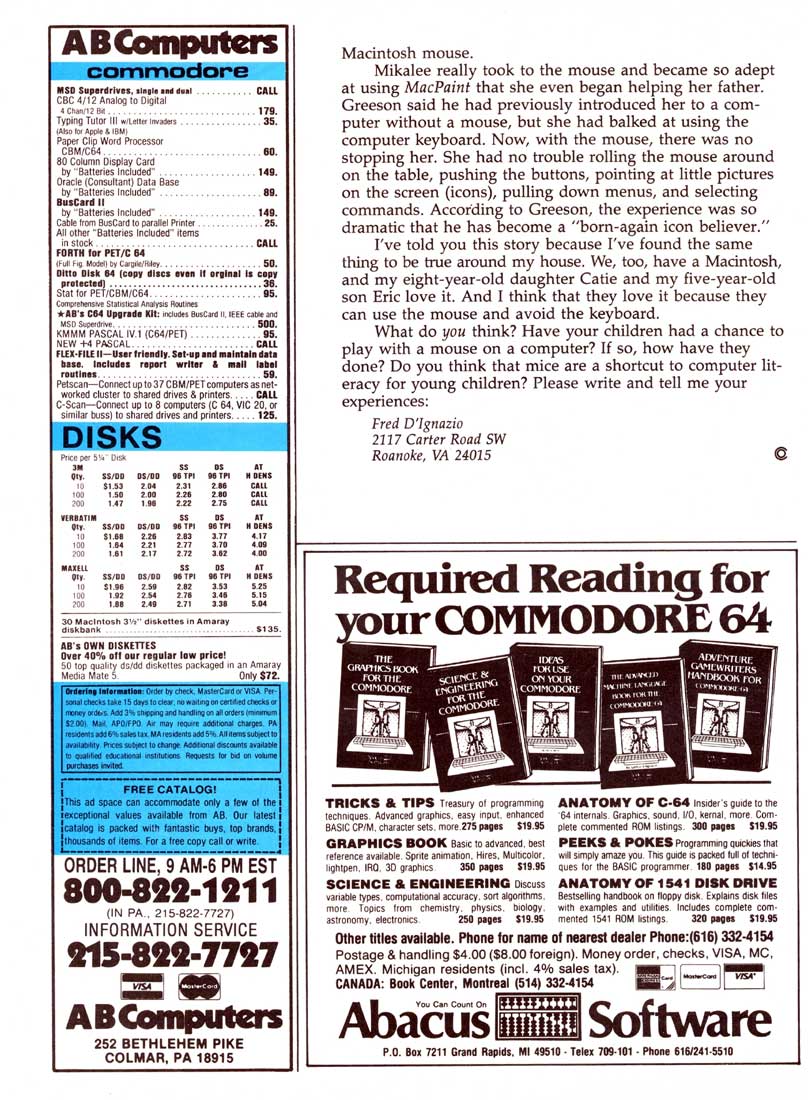 AB Computers
commodore
MSD Superdrives, single and dual . . . . . . . . . . . CALL
CBC 4/12 Analog to Digital
4 Chan/12 Bit . . . . . . . . . . . . . . . . . . . . 179.
Typing Tutor III w/Letter Invaders . . . . . . . . . . . . 35.
(Also for Apple & IBM)
Paper Clip Word Processor
CBM/C64 . . . . . . . . . . . . . . . . . . . . . . . 60.
80 Column Display Card
by "Batteries Included" . . . . . . . . . . . . . . 149.
Oracle (Consultant) Data Base
by "Batteries Included" . . . . . . . . . . . . . . 89.
BusCard II
by "Batteries Included" . . . . . . . . . . . . . . 149.
Cable from BusCard to parallel Printer . . . . . . . . . 25.
All other "Batteries Included" items
in stock . . . . . . . . . . . . . . . . . . . . . . CALL
FORTH for PET/C 64
(Full Fig. Model) by Cargile/Riley . . . . . . . . . . . . 50.
Ditto Disk 64 (copy discs even if orginal is copy
protected) . . . . . . . . . . . . . . . . . . . . . 36.
Stat for PET/CBM/C64 . . . . . . . . . . . . . . . . 95.
Comprehensive Statistical Analysis Routines
★AB's C64 Upgrade Kit: includes BusCard II, IEEE cable and
MSD Superdrive . . . . . . . . . . . . . . . . . . . 500.
KMMM PASCAL IV.1 (C64/PET) . . . . . . . . . . . 95.
NEW +4 PASCAL . . . . . . . . . . . . . . . . . . CALL
FLEX-FILE II—User friendly. Set-up and maintain data
base. Includes report writer & mail label
routines . . . . . . . . . . . . . . . . . . . . . . . 59.
Petscan—Connect up to 37 CBM/PET computers as net-
worked cluster to shared drives & printers . . . . . CALL
C-Scan—Connect up to 8 computers (C 64, VIC 20, or
similar buss) to shared drives and printers . . . . . 125.
DISKS
Price per 5¼" Disk
3M SS DS AT
Qty. SS/DD DS/DD 96 TPI 96 TPI H DENS
10 $1.53 2.04 2.31 2.86 CALL
100 1.50 2.00 2.26 2.80 CALL
200 1.47 1.96 2.22 2.75 CALL
VERBATIM SS DS AT
Qty. SS/DD DS/DD 96 TPI 96 TPI H DENS
10 $1.68 2.26 2.83 3.77 4.17
100 1.64 2.21 2.77 3.70 4.09
200 1.61 2.17 2.72 3.62 4.00
MAXELL SS DS AT
Qty. SS/DD DS/DD 96 TPI 96 TPI H DENS
10 $1.96 2.59 2.82 3.53 5.25
100 1.92 2.54 2.76 3.46 5.15
200 1.88 2.49 2.71 3.38 5.04
30 MacIntosh 3½" diskettes in Amaray
diskbank . . . . . . . . . . . . . . . . . . . . . . $135.
AB's OWN DISKETTES
Over 40% off our regular low price!
50 top quality ds/dd diskettes packaged in an Amaray
Media Mate 5. Only $72.
Ordering Information: Order by check, MasterCard or VISA. Per-
sonal checks take 15 days to clear, no waiting on certified checks or
money orders. Add 3% shipping and handling on all orders (minimum
$2.00). Mail, APO/FPO, Air may require additional charges. PA
residents add 6% sales tax, MA residents add 5%. All items subject to
availability. Prices subject to change. Additional discounts available
to qualified educational institutions. Requests for bid on volume
purchases invited.
FREE CATALOG!
This ad space can accommodate only a few of the
exceptional values available from AB. Our latest
catalog is packed with fantastic buys, top brands,
thousands of items. For a free copy call or write.
ORDER LINE, 9 AM-6 PM EST
800-822-1211
(IN PA., 215-822-7727)
INFORMATION SERVICE
215-822-7727
VISA MasterCard
AB Computers
252 BETHLEHEM PIKE
COLMAR, PA 18915
Macintosh mouse.
Mikalee really took to the mouse and became so adept
at using MacPaint that she even began helping her father.
Greeson said he had previously introduced her to a com-
puter without a mouse, but she had balked at using the
computer keyboard. Now, with the mouse, there was no
stopping her. She had no trouble rolling the mouse around
on the table, pushing the buttons, pointing at little pictures
on the screen (icons), pulling down menus, and selecting
commands. According to Greeson, the experience was so
dramatic that he has become a "born-again icon believer."
I've told you this story because I've found the same
thing to be true around my house. We, too, have a Macintosh,
and my eight-year-old daughter Catie and my five-year-old
son Eric love it. And I think that they love it because they
can use the mouse and avoid the keyboard.
What do you think? Have your children had a chance to
play with a mouse on a computer? If so, how have they
done? Do you think that mice are a shortcut to computer lit-
eracy for young children? Please write and tell me your
experiences:
Fred D'Ignazio
2117 Carter Road SW
Roanoke, VA 24015
Required Reading for
your COMMODORE 64
THE
GRAPHICS BOOK
FOR THE
COMMODORE
SCIENCE &
ENGINEERING
FOR THE
COMMODORE
IDEAS
FOR USE
ON YOUR
COMMODORE
THE ADVANCED
MACHINE LANGUAGE
BOOK FOR THE
COMMODORE 64
ADVENTURE
GAMEWRITERS
HANDBOOK FOR
COMMODORE 64
TRICKS & TIPS Treasury of programming
techniques. Advanced graphics, easy input, enhanced
BASIC CP/M, character sets, more. 275 pages $19.95
GRAPHICS BOOK Basic to advanced, best
reference available. Sprite animation, Hires, Multicolor,
lightpen, IRQ, 3D graphics. 350 pages $19.95
SCIENCE & ENGINEERING Discuss
variable types, computational accuracy, sort algorithms,
more. Topics from chemistry, physics, biology,
astronomy, electronics. 250 pages $19.95
ANATOMY OF C-64 Insider's guide to the
'64 internals. Graphics, sound, I/O, kernal, more. Com-
plete commented ROM listings. 300 pages $19.95
PEEKS & POKES Programming quickies that
will simply amaze you. This guide is packed full of techni-
ques for the BASIC programmer. 180 pages $14.95
ANATOMY OF 1541 DISK DRIVE
Bestselling handbook on floppy disk. Explains disk files
with examples and utilities. Includes complete com-
mented 1541 ROM listings. 320 pages $19.95
Other titles available. Phone for name of nearest dealer Phone:(616) 332-4154
Postage & handling $4.00 ($8.00 foreign). Money order, checks, VISA, MC,
AMEX. Michigan residents (incl. 4% sales tax).
CANADA: Book Center, Montreal (514) 332-4154
MasterCard VISA
You Can Count On
Abacus Software
P.O. Box 7211 Grand Rapids, MI 49510 - Telex 709-101 - Phone 616/241-5510